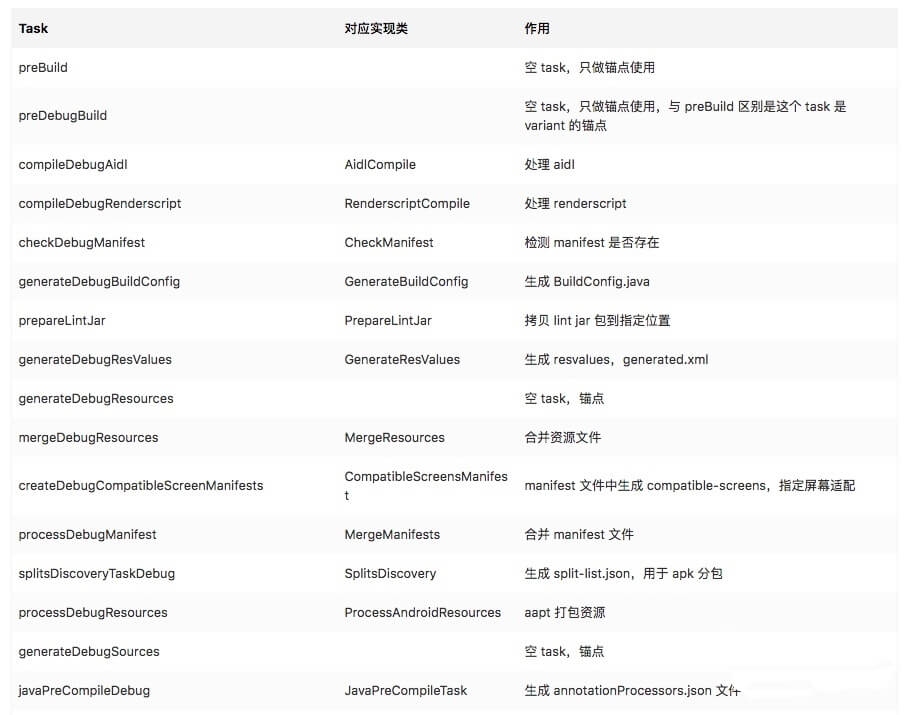 Task 对应实现类 作用
preBuild 空 task，只做锚点使用
preDebugBuild 空 task，只做锚点使用，与 preBuild 区别是这个 task 是
variant 的锚点
compileDebugAidl AidlCompile 处理 aidl
compileDebugRenderscript RenderscriptCompile 处理 renderscript
checkDebugManifest CheckManifest 检测 manifest 是否存在
generateDebugBuildConfig GenerateBuildConfig 生成 BuildConfig.java
prepareLintJar PrepareLintJar 拷贝 lint jar 包到指定位置
generateDebugResValues GenerateResValues 生成 resvalues，generated.xml
generateDebugResources 空 task，锚点
mergeDebugResources MergeResources 合并资源文件
createDebugCompatibleScreenManifests CompatibleScreensManifes
t manifest 文件中生成 compatible-screens，指定屏幕适配
processDebugManifest MergeManifests 合并 manifest 文件
splitsDiscoveryTaskDebug SplitsDiscovery 生成 split-list.json，用于 apk 分包
processDebugResources ProcessAndroidResources aapt 打包资源
generateDebugSources 空 task，锚点
javaPreCompileDebug JavaPreCompileTask 生成 annotationProcessors.json 文件